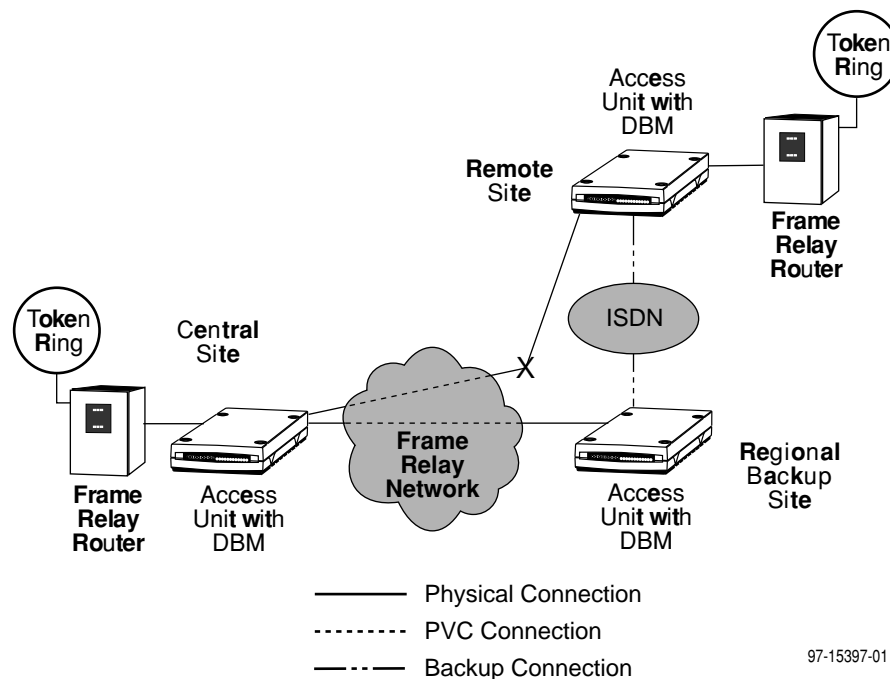 Token
Ring
Access
Unit with
DBM
Remote
Site
Frame
Relay
Router
ISDN
Token
Ring
Central
Site
X
Frame
Relay
Network
Frame
Relay
Router
Access
Unit with
DBM
Access
Unit with
DBM
Regional
Backup
Site
Physical Connection
PVC Connection
Backup Connection
97-15397-01